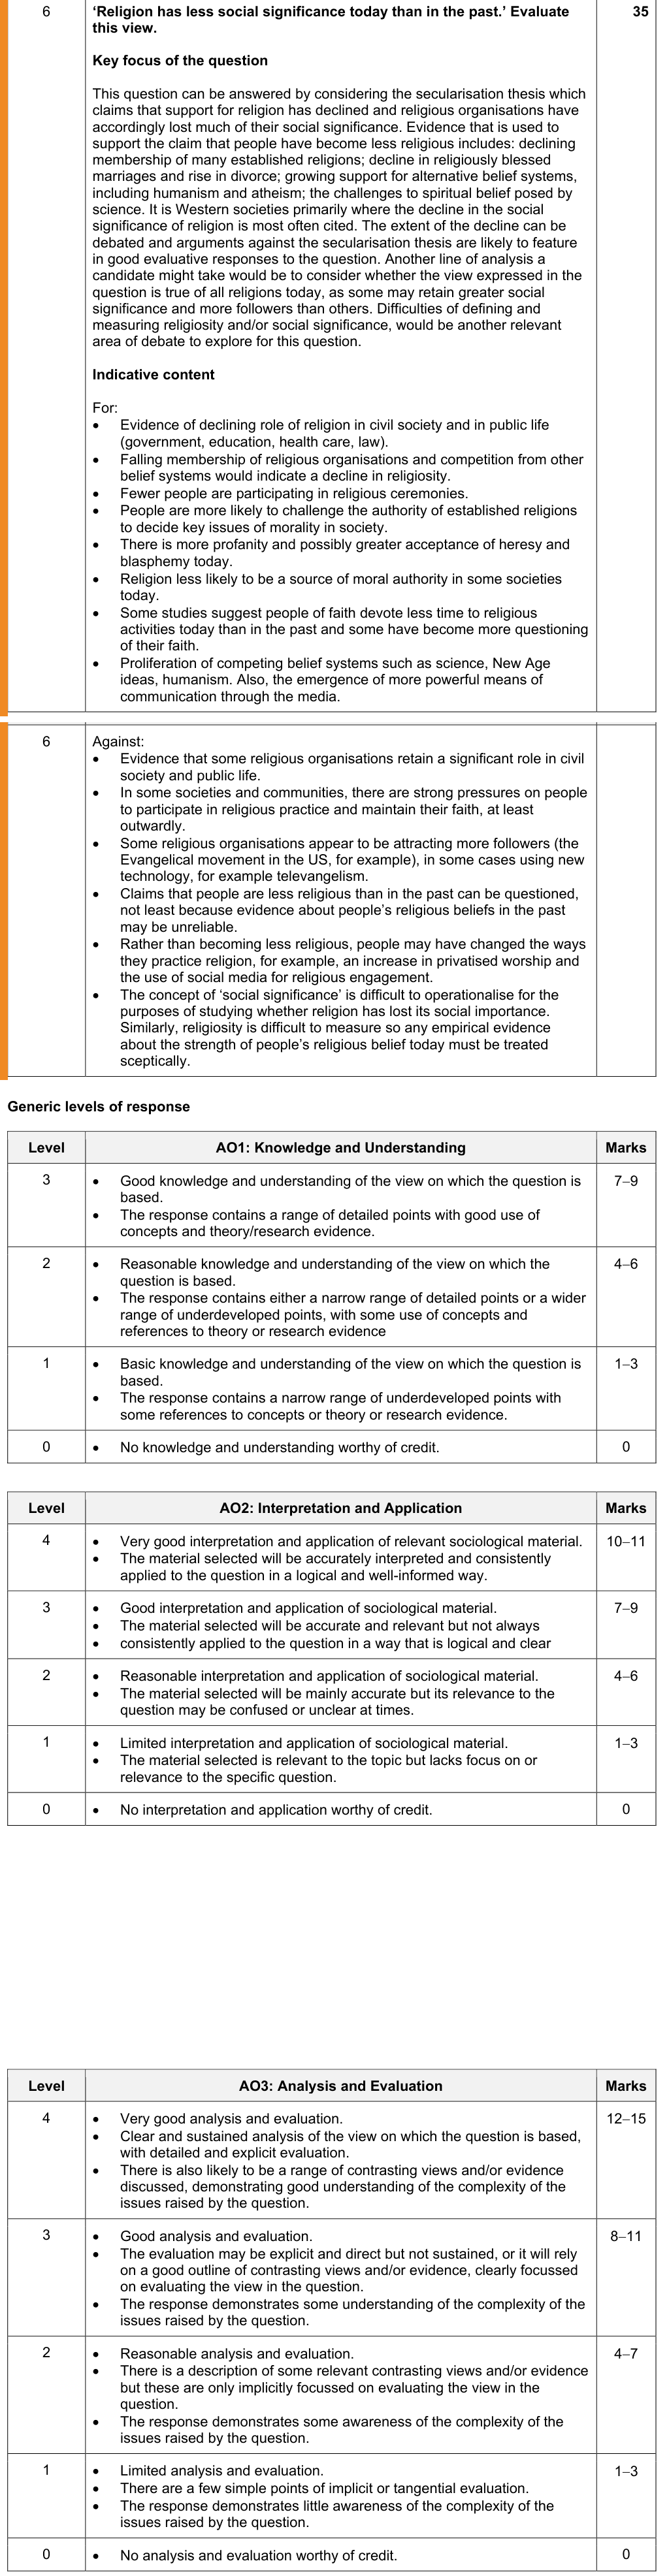 6 ‘Religion has less social significance today than in the past.’ Evaluate 35
this view.
Key focus of the question
This question can be answered by considering the secularisation thesis which
claims that support for religion has declined and religious organisations have
accordingly lost much of their social significance. Evidence that is used to
support the claim that people have become less religious includes: declining
membership of many established religions; decline in religiously blessed
marriages and rise in divorce; growing support for alternative belief systems,
including humanism and atheism; the challenges to spiritual belief posed by
science. It is Western societies primarily where the decline in the social
significance of religion is most often cited. The extent of the decline can be
debated and arguments against the secularisation thesis are likely to feature
in good evaluative responses to the question. Another line of analysis a
candidate might take would be to consider whether the view expressed in the
question is true of all religions today, as some may retain greater social
significance and more followers than others. Difficulties of defining and
measuring religiosity and/or social significance, would be another relevant
area of debate to explore for this question.
Indicative content
For:
• Evidence of declining role of religion in civil society and in public life
(government, education, health care, law).
• Falling membership of religious organisations and competition from other
belief systems would indicate a decline in religiosity.
• Fewer people are participating in religious ceremonies.
• People are more likely to challenge the authority of established religions
to decide key issues of morality in society.
• There is more profanity and possibly greater acceptance of heresy and
blasphemy today.
• Religion less likely to be a source of moral authority in some societies
today.
• Some studies suggest people of faith devote less time to religious
activities today than in the past and some have become more questioning
of their faith.
• Proliferation of competing belief systems such as science, New Age
ideas, humanism. Also, the emergence of more powerful means of
communication through the media.
6 Against:
• Evidence that some religious organisations retain a significant role in civil
society and public life.
• In some societies and communities, there are strong pressures on people
to participate in religious practice and maintain their faith, at least
outwardly.
• Some religious organisations appear to be attracting more followers (the
Evangelical movement in the US, for example), in some cases using new
technology, for example televangelism.
• Claims that people are less religious than in the past can be questioned,
not least because evidence about people’s religious beliefs in the past
may be unreliable.
• Rather than becoming less religious, people may have changed the ways
they practice religion, for example, an increase in privatised worship and
the use of social media for religious engagement.
• The concept of ‘social significance’ is difficult to operationalise for the
purposes of studying whether religion has lost its social importance.
Similarly, religiosity is difficult to measure so any empirical evidence
about the strength of people’s religious belief today must be treated
sceptically.
Generic levels of response
Level AO1: Knowledge and Understanding Marks
3 • Good knowledge and understanding of the view on which the question is 7–9
based.
• The response contains a range of detailed points with good use of
concepts and theory/research evidence.
2 • Reasonable knowledge and understanding of the view on which the 4–6
question is based.
• The response contains either a narrow range of detailed points or a wider
range of underdeveloped points, with some use of concepts and
references to theory or research evidence
1 • Basic knowledge and understanding of the view on which the question is 1–3
based.
• The response contains a narrow range of underdeveloped points with
some references to concepts or theory or research evidence.
0 • No knowledge and understanding worthy of credit. 0
Level AO2: Interpretation and Application Marks
4 • Very good interpretation and application of relevant sociological material. 10–11
• The material selected will be accurately interpreted and consistently
applied to the question in a logical and well-informed way.
3 • Good interpretation and application of sociological material. 7–9
• The material selected will be accurate and relevant but not always
• consistently applied to the question in a way that is logical and clear
2 • Reasonable interpretation and application of sociological material. 4–6
• The material selected will be mainly accurate but its relevance to the
question may be confused or unclear at times.
1 • Limited interpretation and application of sociological material. 1–3
• The material selected is relevant to the topic but lacks focus on or
relevance to the specific question.
0 • No interpretation and application worthy of credit. 0
Level AO3: Analysis and Evaluation Marks
4 • Very good analysis and evaluation. 12–15
• Clear and sustained analysis of the view on which the question is based,
with detailed and explicit evaluation.
• There is also likely to be a range of contrasting views and/or evidence
discussed, demonstrating good understanding of the complexity of the
issues raised by the question.
3 • Good analysis and evaluation. 8–11
• The evaluation may be explicit and direct but not sustained, or it will rely
on a good outline of contrasting views and/or evidence, clearly focussed
on evaluating the view in the question.
• The response demonstrates some understanding of the complexity of the
issues raised by the question.
2 • Reasonable analysis and evaluation. 4–7
• There is a description of some relevant contrasting views and/or evidence
but these are only implicitly focussed on evaluating the view in the
question.
• The response demonstrates some awareness of the complexity of the
issues raised by the question.
1 • Limited analysis and evaluation. 1–3
• There are a few simple points of implicit or tangential evaluation.
• The response demonstrates little awareness of the complexity of the
issues raised by the question.
0 • No analysis and evaluation worthy of credit. 0